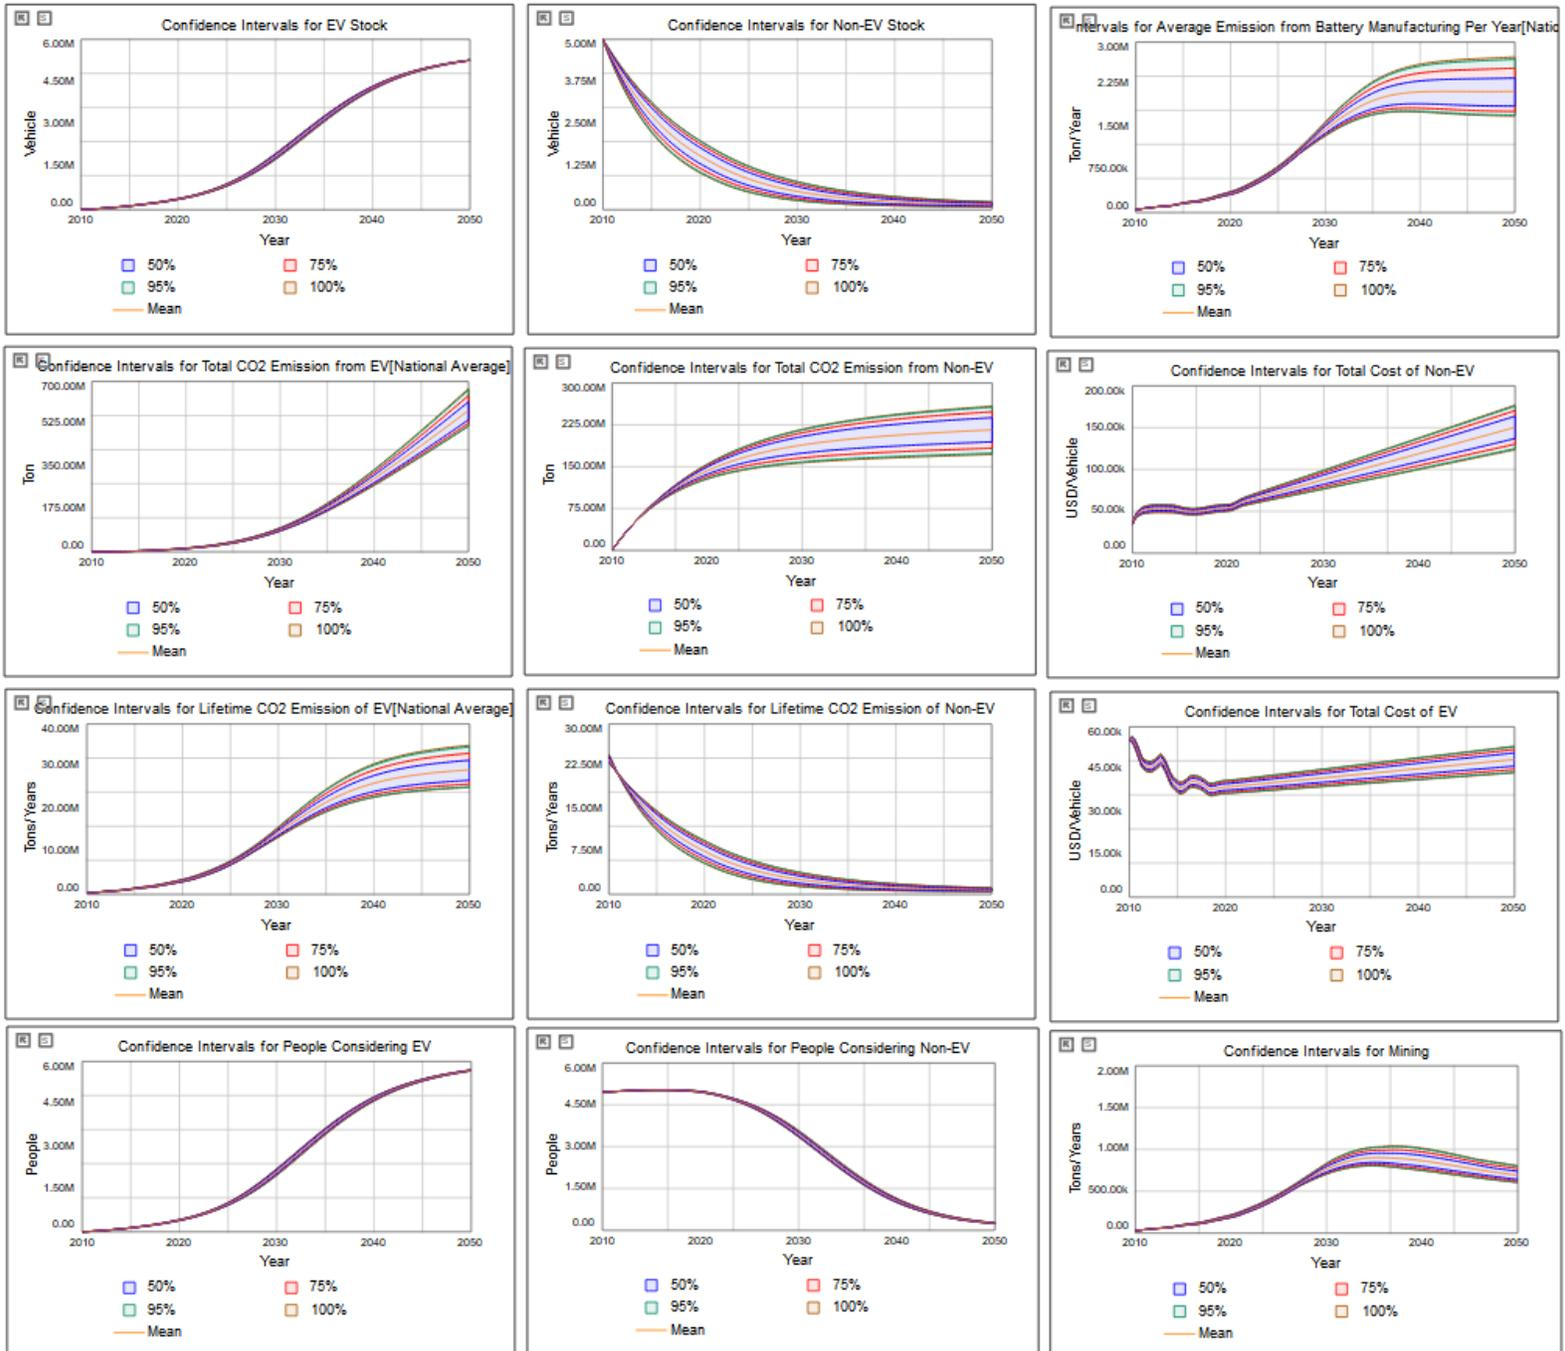 R S
Confidence Intervals for EV Stock
6.00M
4.50M
3.00M
1.50M
0.00
Vehicle
2010 2020 2030 2040 2050
Year
50% 75%
95% 100%
Mean
R S
Confidence Intervals for Non-EV Stock
5.00M
3.75M
2.50M
1.25M
0.00
Vehicle
2010 2020 2030 2040 2050
Year
50% 75%
95% 100%
Mean
R S
ntervals for Average Emission from Battery Manufacturing Per Year[Natio
3.00M
2.25M
1.50M
750.00k
0.00
Ton/Year
2010 2020 2030 2040 2050
Year
50% 75%
95% 100%
Mean
R S
Confidence Intervals for Total CO2 Emission from EV[National Average]
700.00M
525.00M
350.00M
175.00M
0.00
Ton
2010 2020 2030 2040 2050
Year
50% 75%
95% 100%
Mean
R S
Confidence Intervals for Total CO2 Emission from Non-EV
300.00M
225.00M
150.00M
75.00M
0.00
Ton
2010 2020 2030 2040 2050
Year
50% 75%
95% 100%
Mean
R S
Confidence Intervals for Total Cost of Non-EV
200.00k
150.00k
100.00k
50.00k
0.00
USD/Vehicle
2010 2020 2030 2040 2050
Year
50% 75%
95% 100%
Mean
R S
Confidence Intervals for Lifetime CO2 Emission of EV[National Average]
40.00M
30.00M
20.00M
10.00M
0.00
Tons/Years
2010 2020 2030 2040 2050
Year
50% 75%
95% 100%
Mean
R S
Confidence Intervals for Lifetime CO2 Emission of Non-EV
30.00M
22.50M
15.00M
7.50M
0.00
Tons/Years
2010 2020 2030 2040 2050
Year
50% 75%
95% 100%
Mean
R S
Confidence Intervals for Total Cost of EV
60.00k
45.00k
30.00k
15.00k
0.00
USD/Vehicle
2010 2020 2030 2040 2050
Year
50% 75%
95% 100%
Mean
R S
Confidence Intervals for People Considering EV
6.00M
4.50M
3.00M
1.50M
0.00
People
2010 2020 2030 2040 2050
Year
50% 75%
95% 100%
Mean
R S
Confidence Intervals for People Considering Non-EV
6.00M
4.50M
3.00M
1.50M
0.00
People
2010 2020 2030 2040 2050
Year
50% 75%
95% 100%
Mean
R S
Confidence Intervals for Mining
2.00M
1.50M
1.00M
500.00k
0.00
Tons/Years
2010 2020 2030 2040 2050
Year
50% 75%
95% 100%
Mean